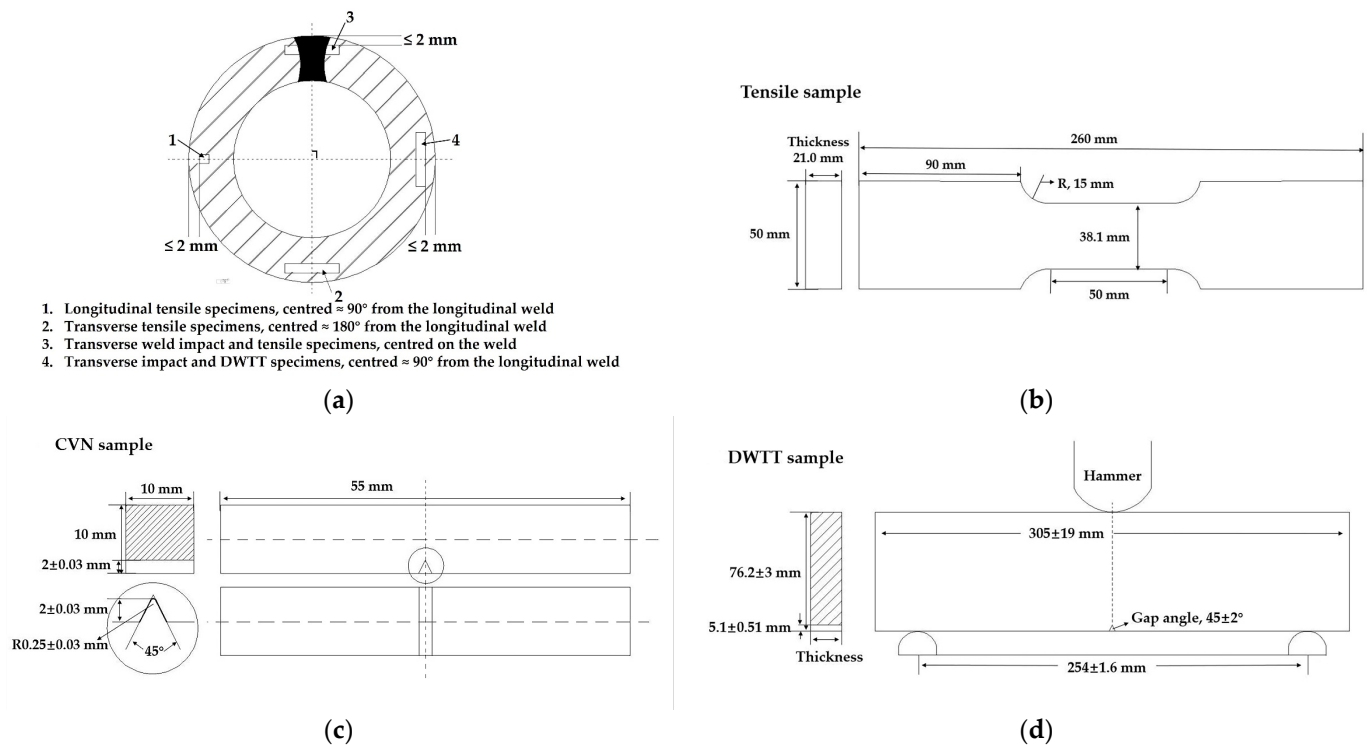 3
≤ 2 mm
1
4
≤ 2 mm
≤ 2 mm
2
1. Longitudinal tensile specimens, centred ≈ 90° from the longitudinal weld
2. Transverse tensile specimens, centred ≈ 180° from the longitudinal weld
3. Transverse weld impact and tensile specimens, centred on the weld
4. Transverse impact and DWTT specimens, centred ≈ 90° from the longitudinal weld
(a)
Tensile sample
Thickness
21.0 mm
260 mm
90 mm
R, 15 mm
50 mm
38.1 mm
50 mm
(b)
CVN sample
10 mm
55 mm
10 mm
2±0.03 mm
2±0.03 mm
R0.25±0.03 mm
45°
(c)
DWTT sample
Hammer
305±19 mm
76.2±3 mm
Gap angle, 45±2°
5.1±0.51 mm
Thickness
254±1.6 mm
(d)